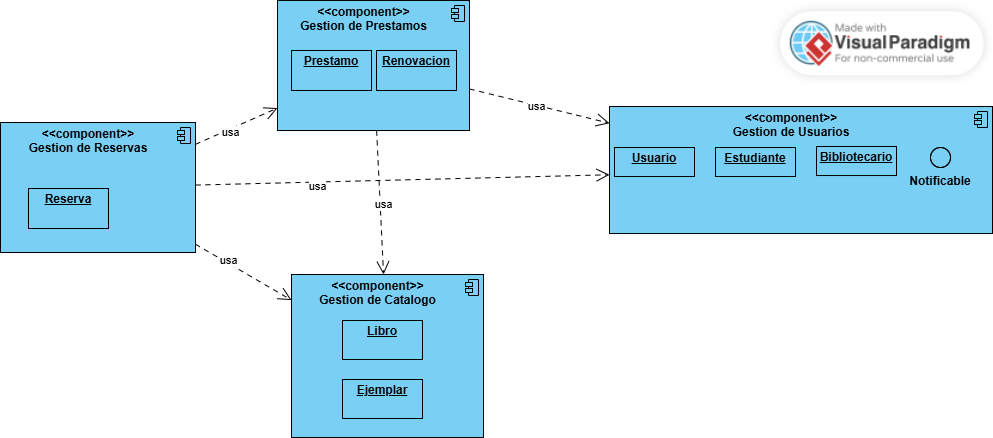 <<component>>
Gestion de Prestamos
Prestamo
Renovacion
Made with
Visual Paradigm
For non-commercial use
usa
<<component>>
Gestion de Usuarios
Usuario
Estudiante
Bibliotecario
Notificable
<<component>>
Gestion de Reservas
Reserva
usa
usa
usa
usa
<<component>>
Gestion de Catalogo
Libro
Ejemplar